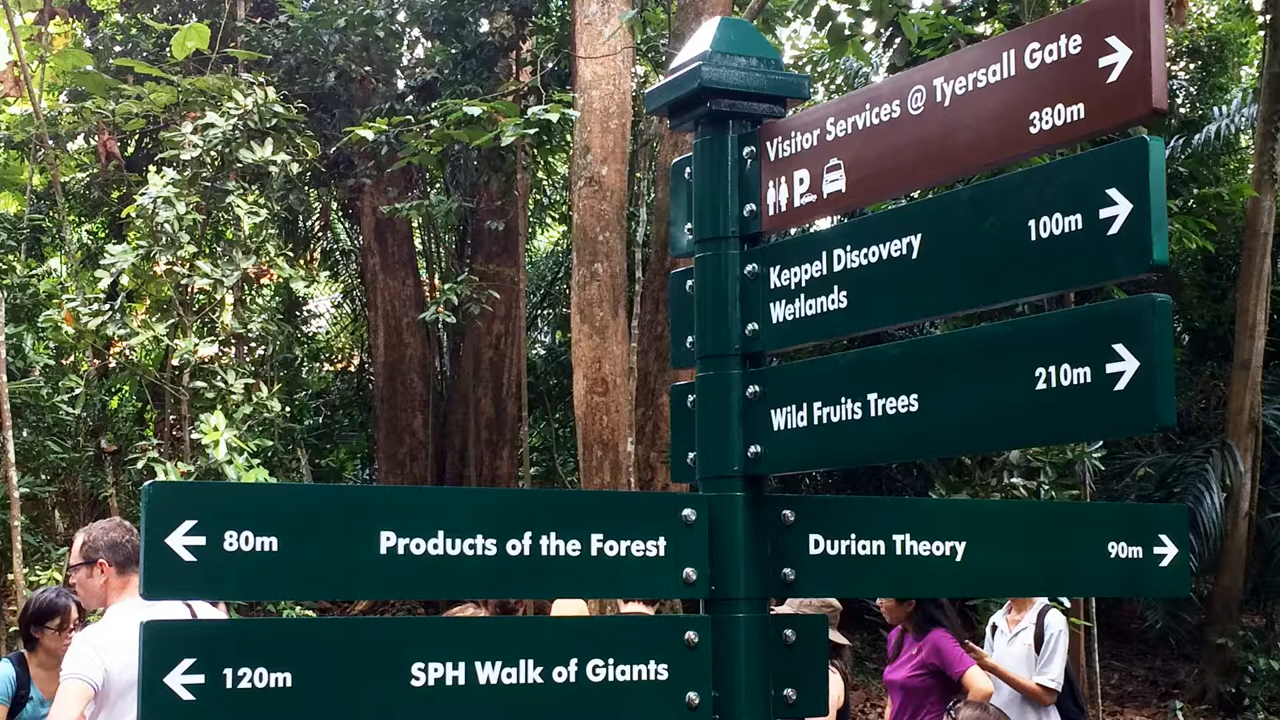 Visitor Services @ Tyersall Gate
380m
P
Keppel Discovery
Wetlands
100m
Wild Fruits Trees
210m
80m
Products of the Forest
Durian Theory
90m
120m
SPH Walk of Giants